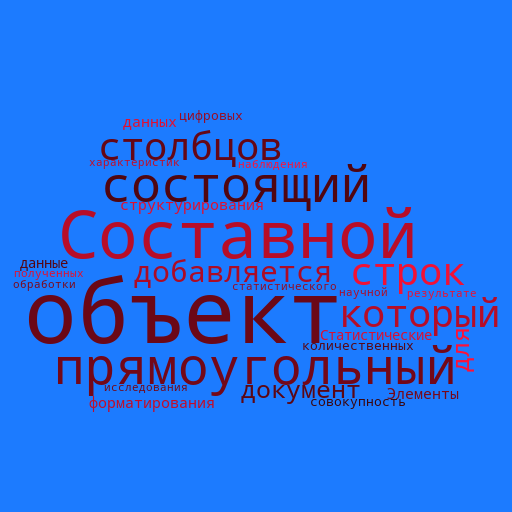 цифровых
данных
столбцов
характеристик
наблюдения
состоящий
структурирования
Составной
данные
добавляется
строк
полученных
обработки
статистического
научной
результате
объект
который
Статистические
для
количественных
прямоугольный
исследования
документ
Элементы
форматирования
совокупность